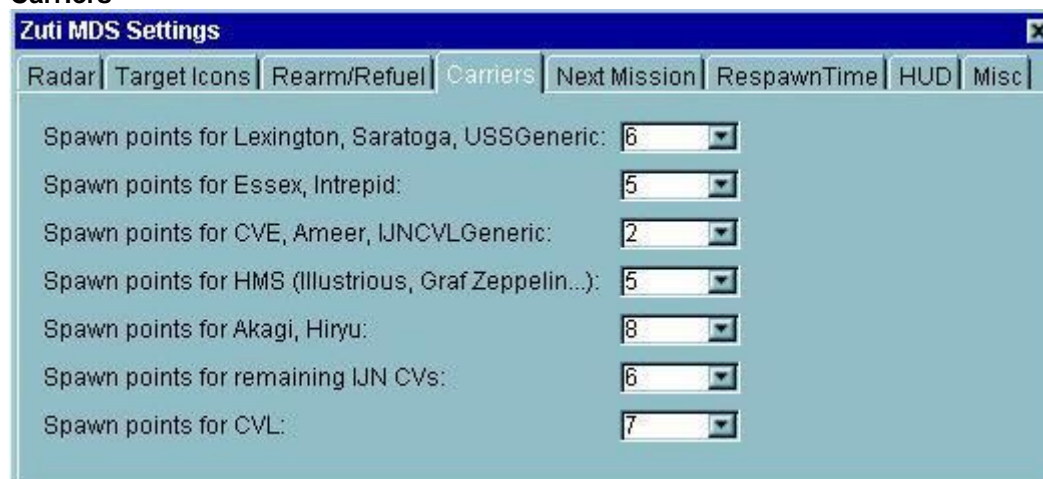 Carriers
Zuti MDS Settings
Radar Target Icons Rearm/Refuel Carriers Next Mission RespawnTime HUD Misc
Spawn points for Lexington, Saratoga, USSGeneric: 6
Spawn points for Essex, Intrepid: 5
Spawn points for CVE, Ameer, IJNCVLGeneric: 2
Spawn points for HMS (Illustrious, Graf Zeppelin...): 5
Spawn points for Akagi, Hiryu: 8
Spawn points for remaining IJN CVs: 6
Spawn points for CVL: 7